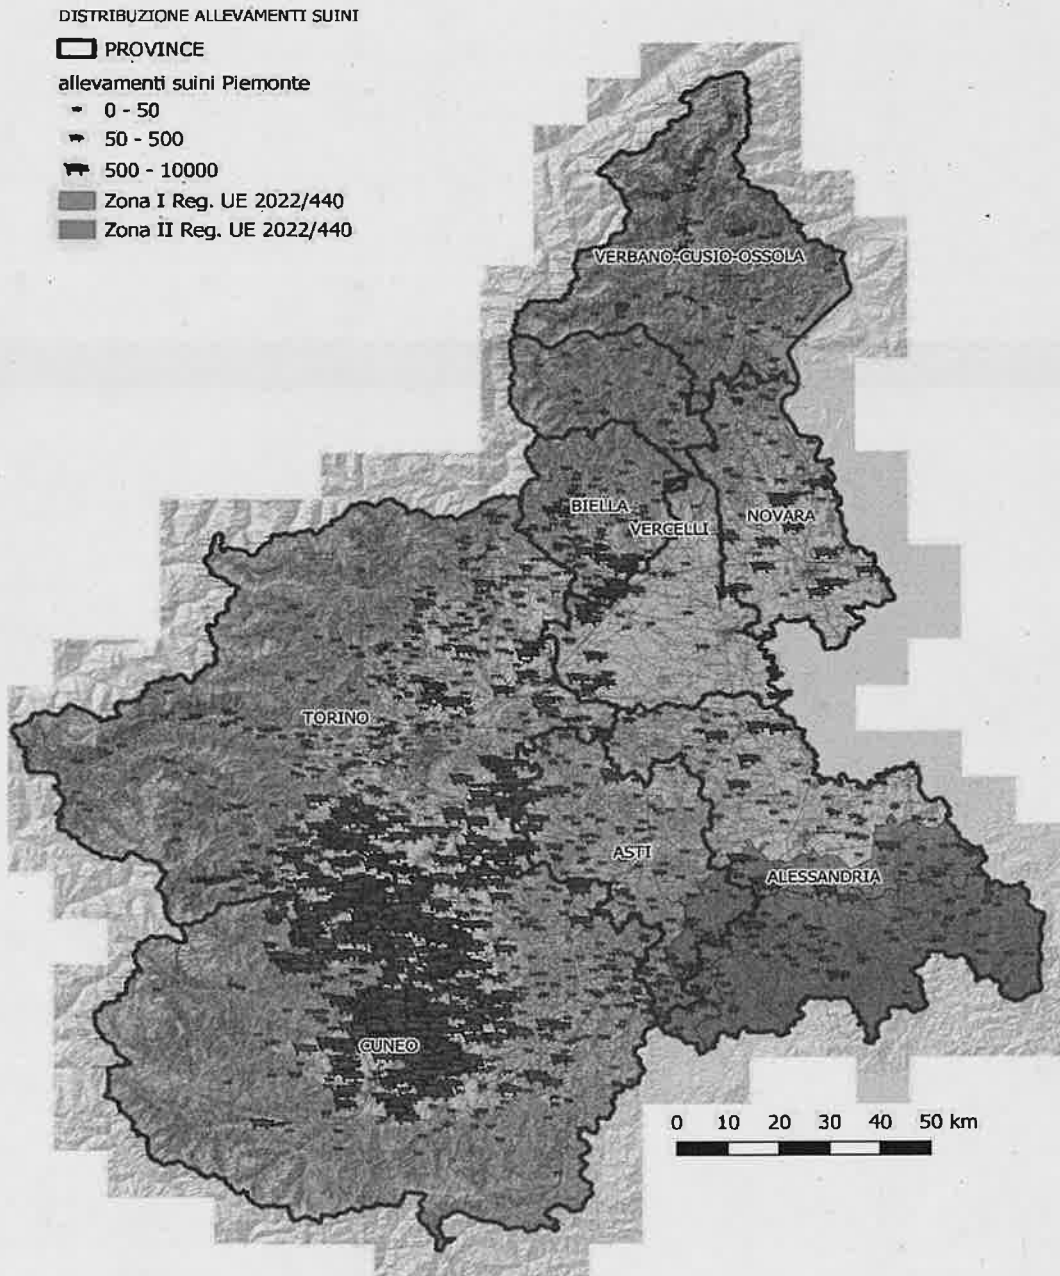 DISTRIBUZIONE ALLEVAMENTI SUINI
PROVINCE
allevamenti suini Piemonte
0 - 50
50 - 500
500 - 10000
Zona I Reg. UE 2022/440
Zona II Reg. UE 2022/440
VERBANO-CUSIO-OSSOLA
BIELLA
VERCELLI
NOVARA
TORINO
ASTI
ALESSANDRIA
CUNEO
0 10 20 30 40 50 km